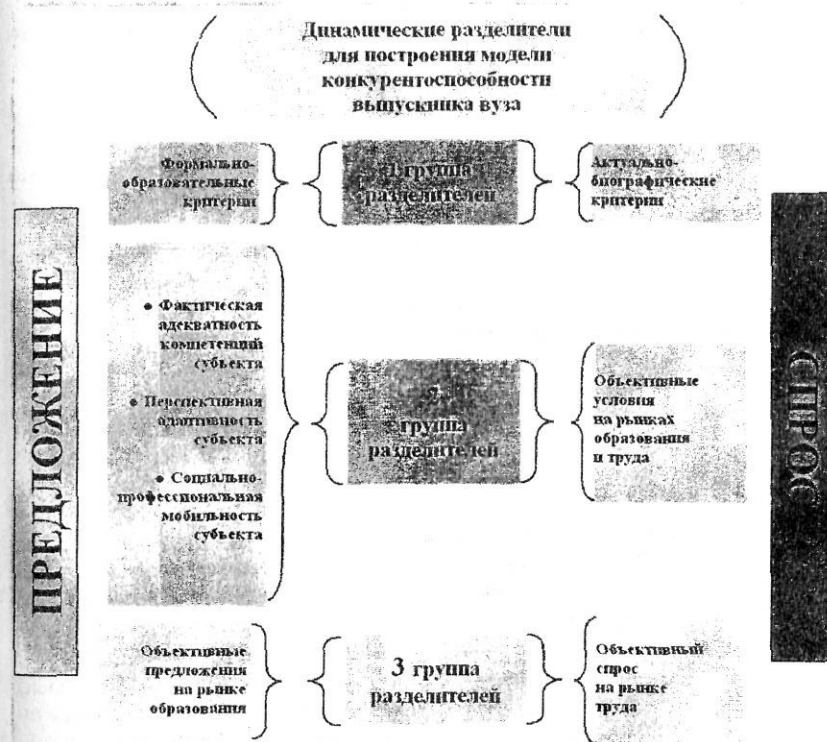 Динамические разделители
для построения модели
конкурентоспособности
выпускника вуза
Формально-
образовательные
критерии
1 группа
разделителей
Актуально-
биографические
критерии
ПРЕДЛОЖЕНИЕ
• Фактическая
адекватность
компетенций
субъекта
• Перспективная
адаптивность
субъекта
• Социально-
профессиональная
мобильность
субъекта
2
группа
разделителей
Объективные
условия
на рынках
образования
и труда
СПРОС
Объективные
предложения
на рынке
образования
3 группа
разделителей
Объективный
спрос
на рынке
труда